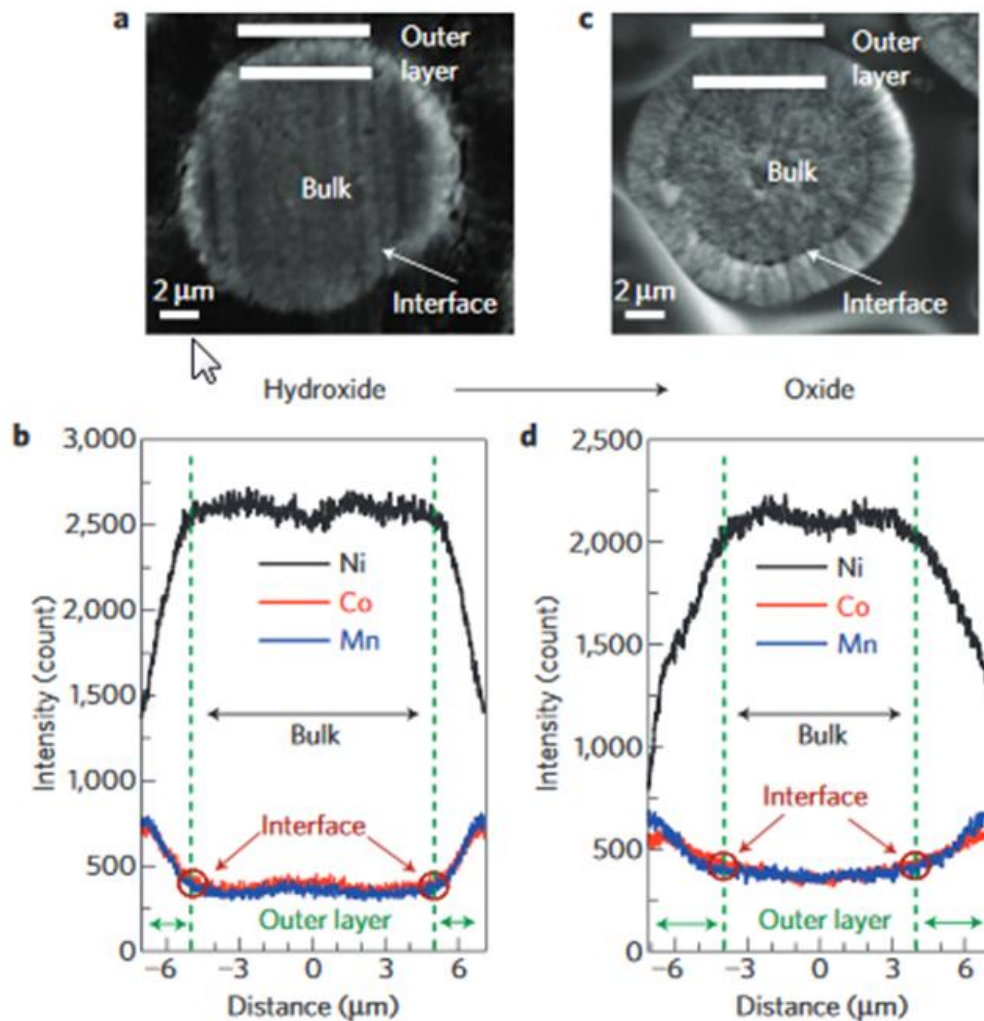 a
Outer
layer
Bulk
Interface
2 μm
c
Outer
layer
Bulk
Interface
2 μm
Hydroxide
Oxide
b
3,000
2,500
2,000
1,500
1,000
500
0
Intensity (count)
Ni
Co
Mn
Bulk
Interface
Outer layer
−6 −3 0 3 6
Distance (μm)
d
2,500
2,000
1,500
1,000
500
0
Intensity (count)
Ni
Co
Mn
Bulk
Interface
Outer layer
−6 −3 0 3 6
Distance (μm)